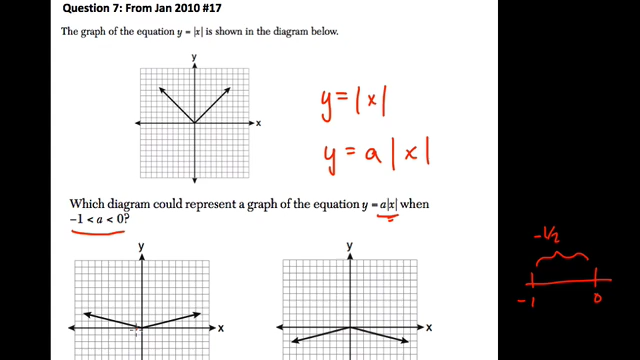 Question 7: From Jan 2010 #17
The graph of the equation y = |x| is shown in the diagram below.
y
x
y = |x|
y = a|x|
Which diagram could represent a graph of the equation y = a|x| when
−1 < a < 0?
y
x
y
x
-1/2
-1
0